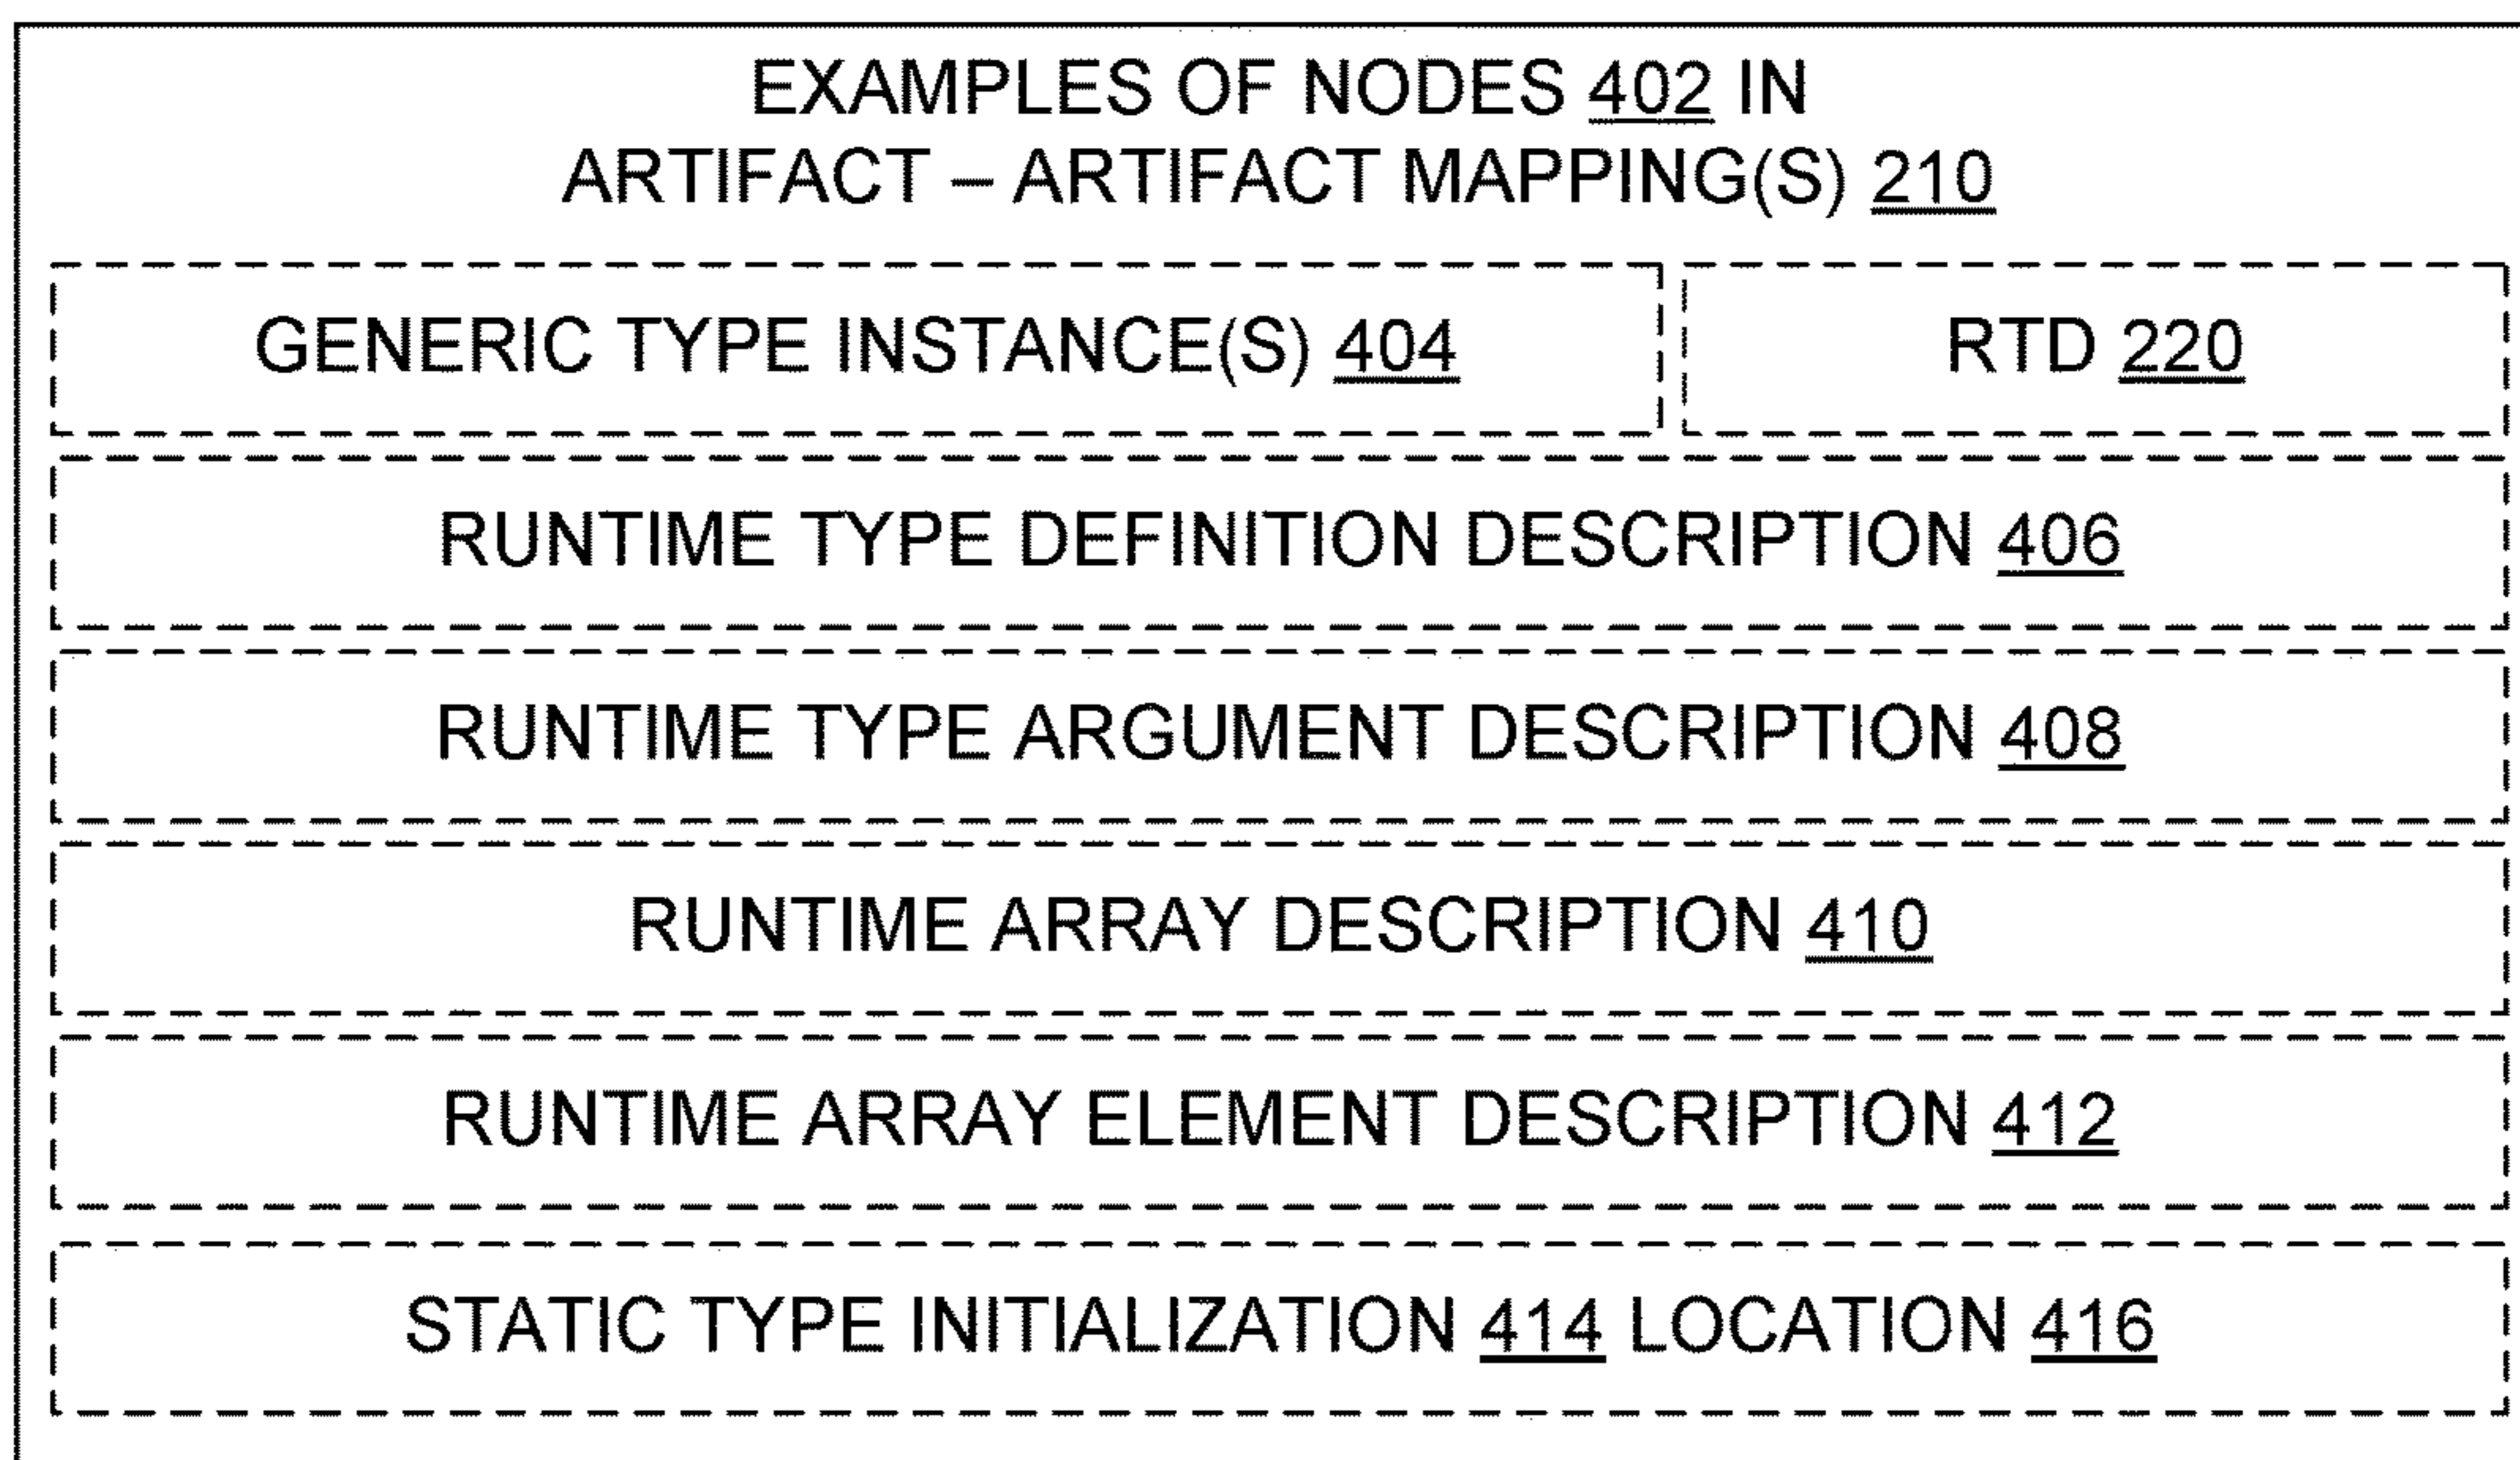 EXAMPLES OF NODES 402 IN
ARTIFACT – ARTIFACT MAPPING(S) 210
GENERIC TYPE INSTANCE(S) 404
RTD 220
RUNTIME TYPE DEFINITION DESCRIPTION 406
RUNTIME TYPE ARGUMENT DESCRIPTION 408
RUNTIME ARRAY DESCRIPTION 410
RUNTIME ARRAY ELEMENT DESCRIPTION 412
STATIC TYPE INITIALIZATION 414 LOCATION 416